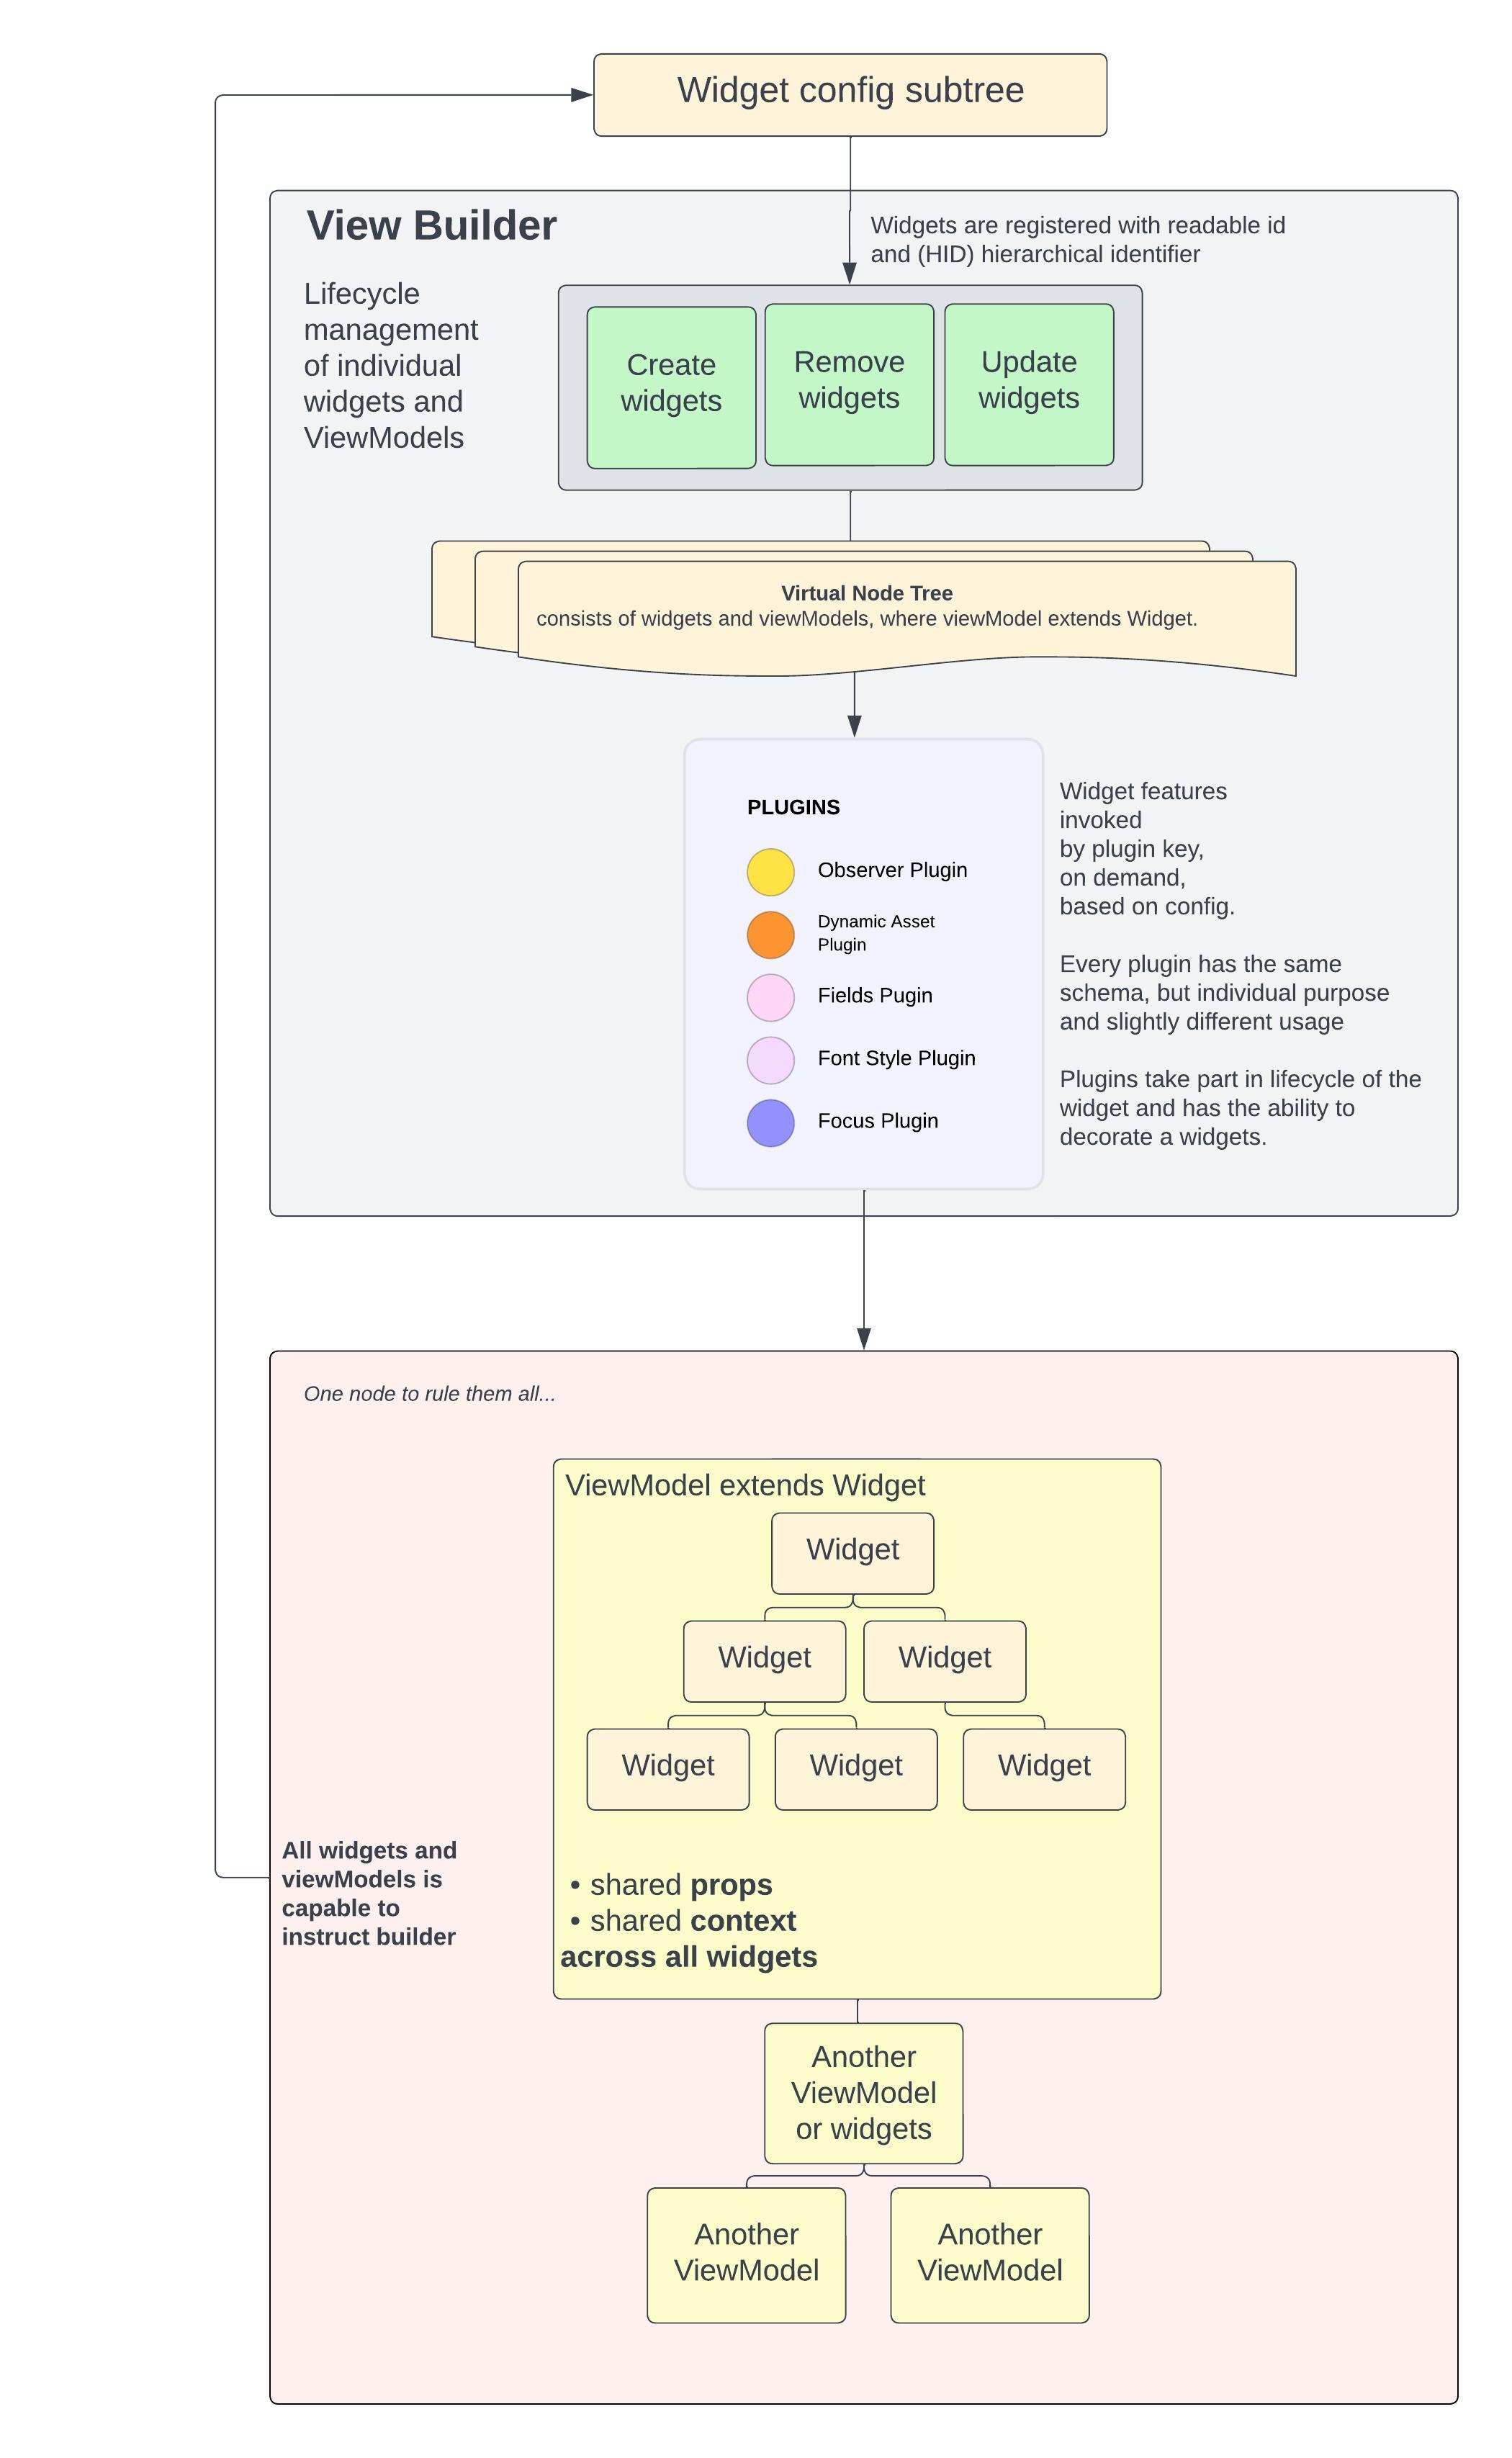 Widget config subtree
View Builder
Widgets are registered with readable id
and (HID) hierarchical identifier
Lifecycle
management
of individual
widgets and
ViewModels
Create
widgets
Remove
widgets
Update
widgets
Virtual Node Tree
consists of widgets and viewModels, where viewModel extends Widget.
PLUGINS
Observer Plugin
Dynamic Asset
Plugin
Fields Pugin
Font Style Plugin
Focus Plugin
Widget features
invoked
by plugin key,
on demand,
based on config.
Every plugin has the same
schema, but individual purpose
and slightly different usage
Plugins take part in lifecycle of the
widget and has the ability to
decorate a widgets.
One node to rule them all...
ViewModel extends Widget
Widget
Widget
Widget
Widget
Widget
Widget
All widgets and
viewModels is
capable to
instruct builder
• shared props
• shared context
across all widgets
Another
ViewModel
or widgets
Another
ViewModel
Another
ViewModel